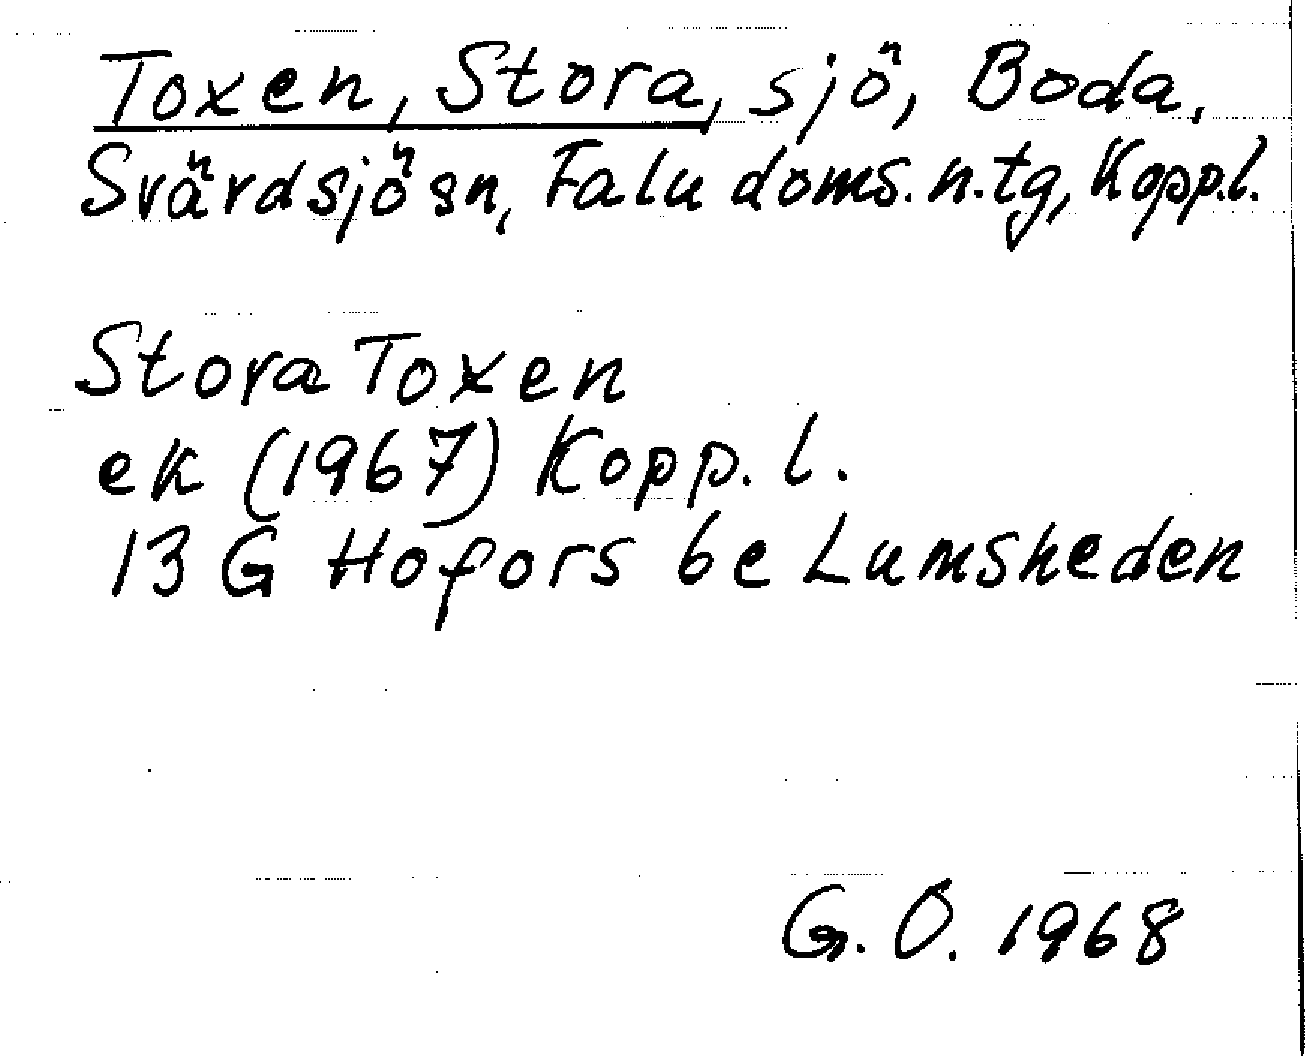 Toxen, Stora, sjö, Boda,
Svärdsjö sn, Falu doms. n. tg, Kopp.l.
Stora Toxen
ek (1967) Kopp. l.
13 G Hofors 6e Lumsheden
G. O. 1968